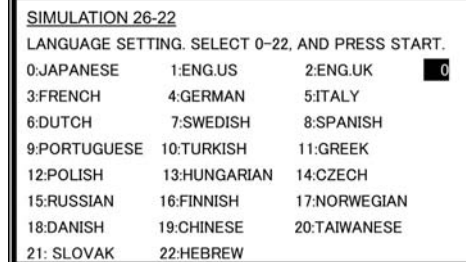 SIMULATION 26-22
LANGUAGE SETTING. SELECT 0-22, AND PRESS START.
0:JAPANESE 1:ENG.US 2:ENG.UK 0
3:FRENCH 4:GERMAN 5:ITALY
6:DUTCH 7:SWEDISH 8:SPANISH
9:PORTUGUESE 10:TURKISH 11:GREEK
12:POLISH 13:HUNGARIAN 14:CZECH
15:RUSSIAN 16:FINNISH 17:NORWEGIAN
18:DANISH 19:CHINESE 20:TAIWANESE
21: SLOVAK 22:HEBREW